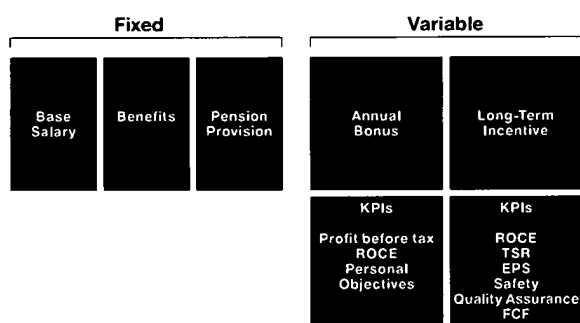 Fixed
Variable
Base
Salary
Benefits
Pension
Provision
Annual
Bonus
Long-Term
Incentive
KPIs
Profit before tax
ROCE
Personal
Objectives
KPIs
ROCE
TSR
EPS
Safety
Quality Assurance
FCF